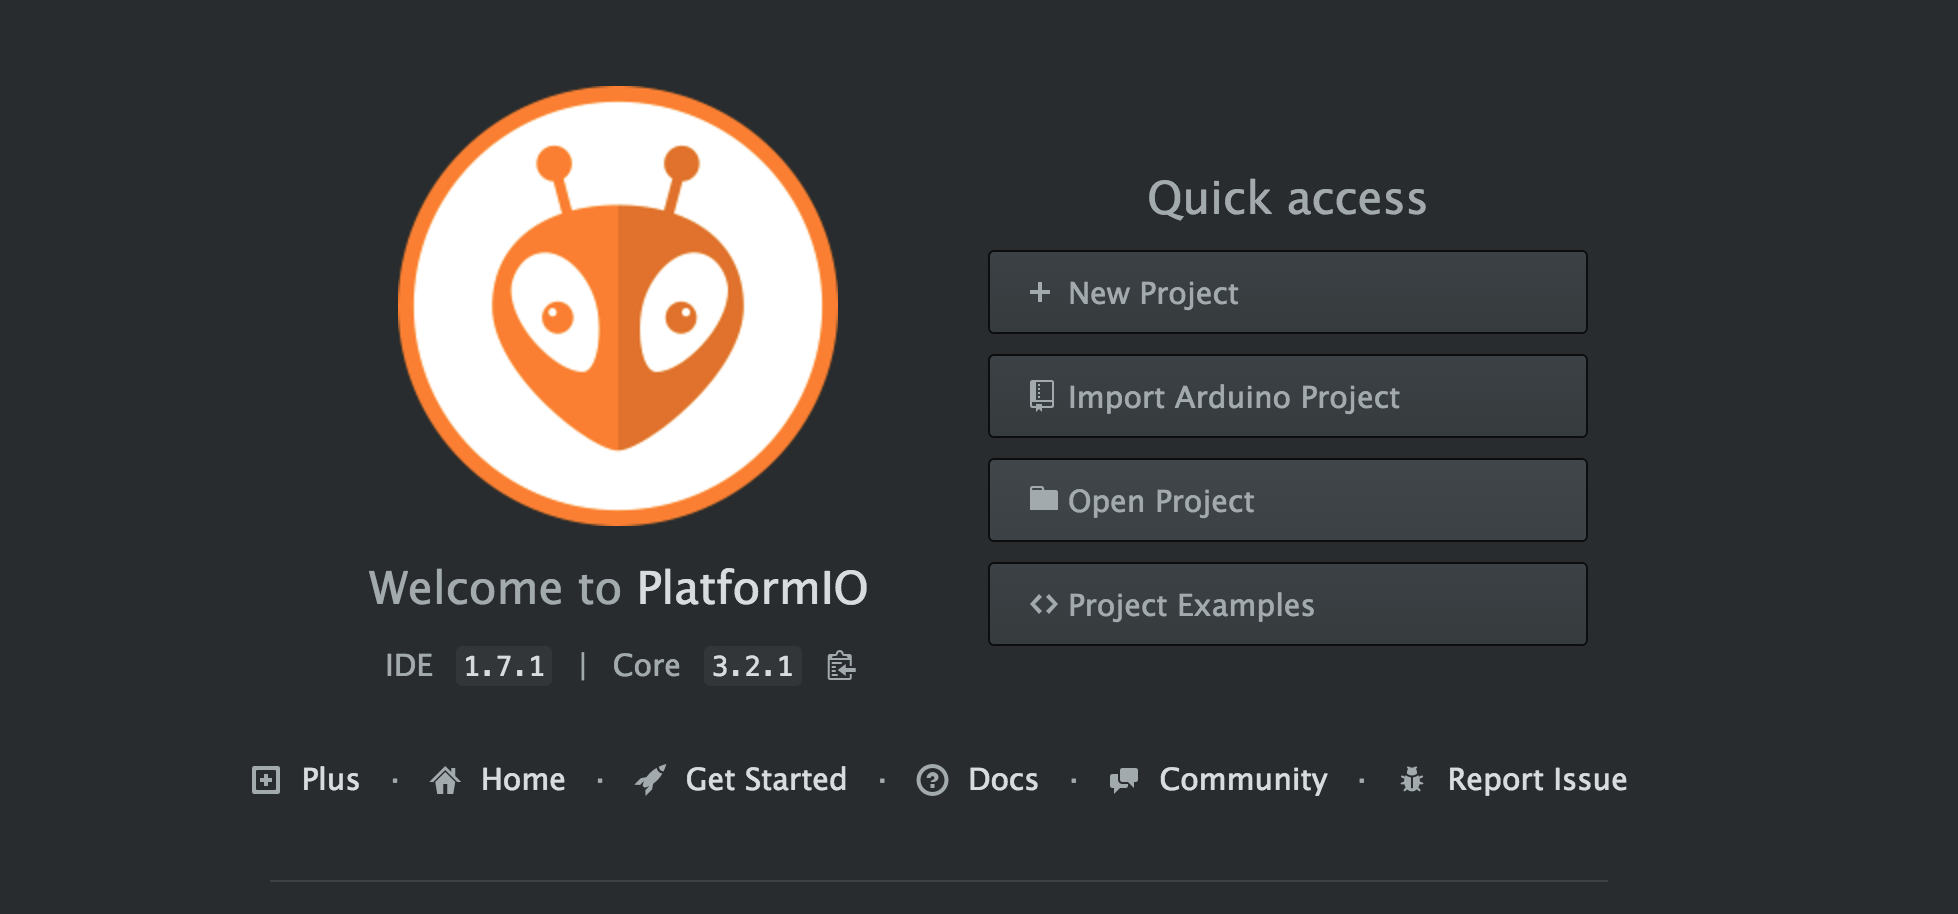 Welcome to PlatformIO
IDE 1.7.1 | Core 3.2.1
Quick access
New Project
Import Arduino Project
Open Project
Project Examples
Plus · Home · Get Started · Docs · Community · Report Issue